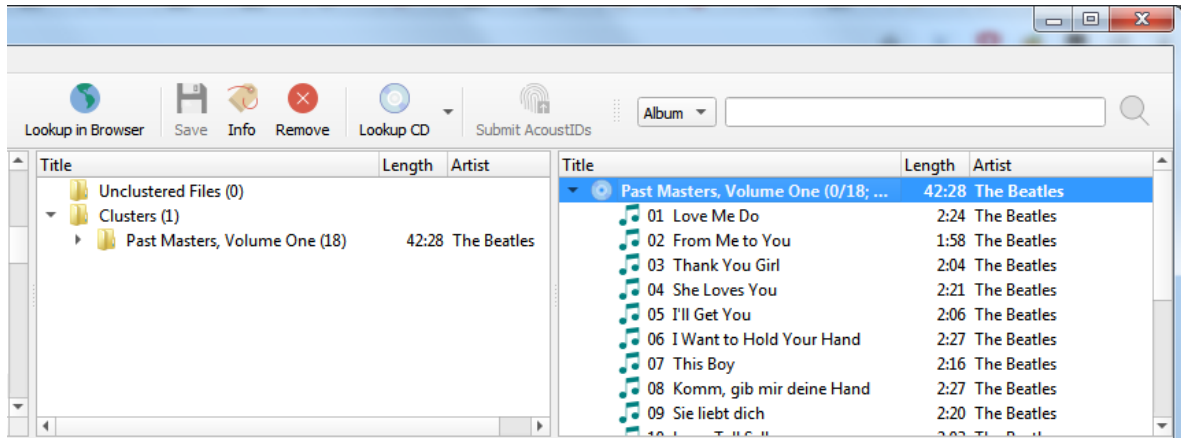 Lookup in Browser Save Info Remove Lookup CD Submit AcoustIDs Album
Title Length Artist
Unclustered Files (0)
Clusters (1)
Past Masters, Volume One (18) 42:28 The Beatles
Title Length Artist
Past Masters, Volume One (0/18; ... 42:28 The Beatles
01 Love Me Do 2:24 The Beatles
02 From Me to You 1:58 The Beatles
03 Thank You Girl 2:04 The Beatles
04 She Loves You 2:21 The Beatles
05 I'll Get You 2:06 The Beatles
06 I Want to Hold Your Hand 2:27 The Beatles
07 This Boy 2:16 The Beatles
08 Komm, gib mir deine Hand 2:27 The Beatles
09 Sie liebt dich 2:20 The Beatles